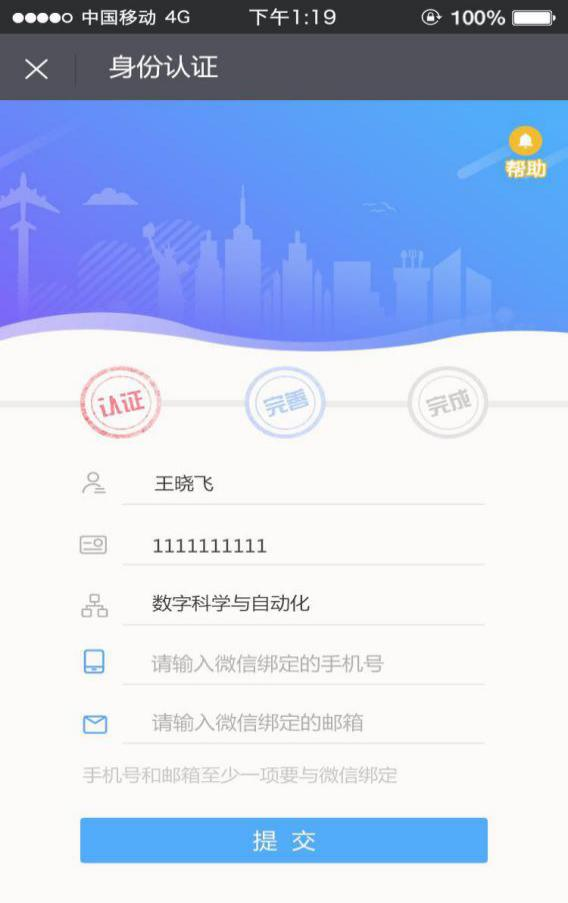 中国移动 4G 下午1:19 100%
身份认证
帮助
认证 完善 完成
王晓飞
1111111111
数字科学与自动化
请输入微信绑定的手机号
请输入微信绑定的邮箱
手机号和邮箱至少一项要与微信绑定
提 交